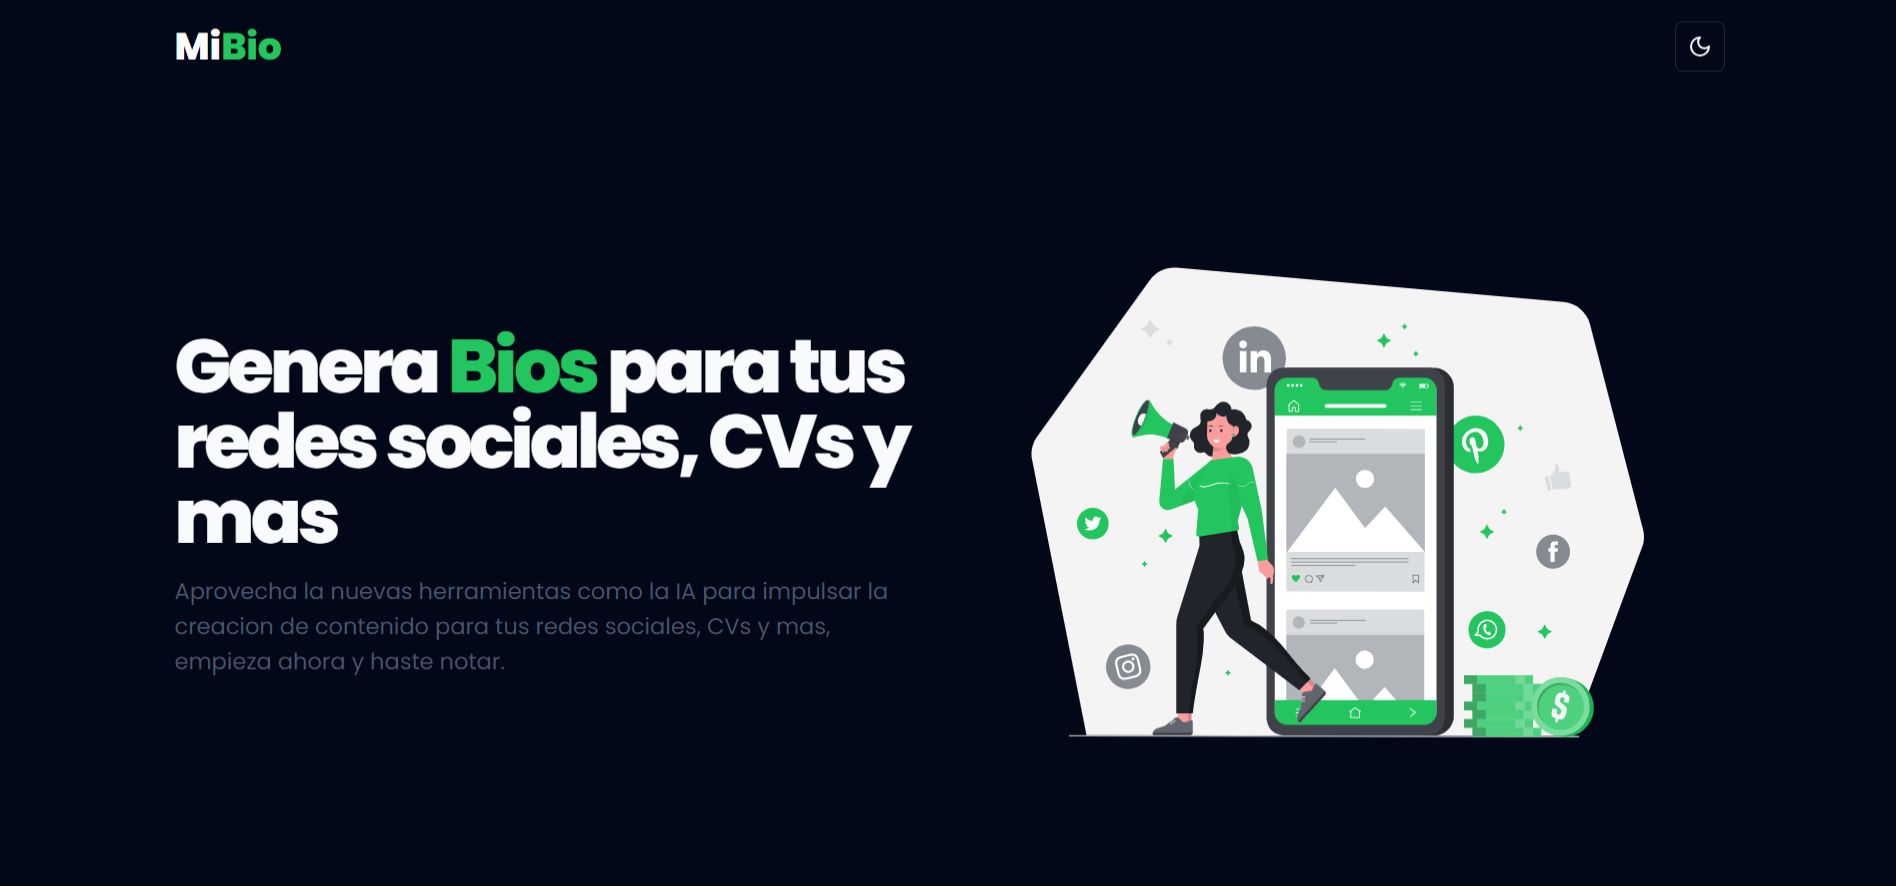 MiBio
Genera Bios para tus
redes sociales, CVs y
mas
Aprovecha la nuevas herramientas como la IA para impulsar la
creacion de contenido para tus redes sociales, CVs y mas,
empieza ahora y haste notar.
in
f
$